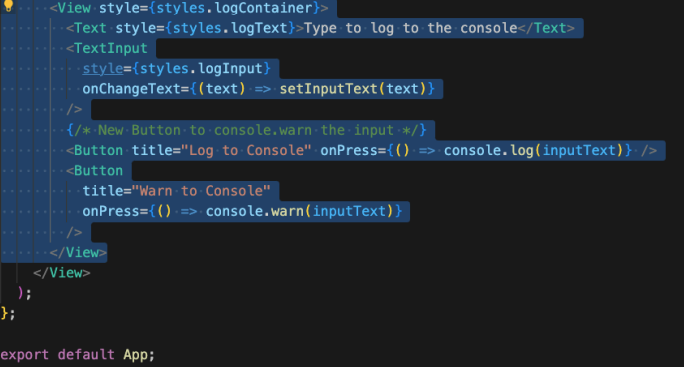 <View style={styles.logContainer}>
<Text style={styles.logText}>Type to log to the console</Text>
<TextInput
style={styles.logInput}
onChangeText={(text) => setInputText(text)}
/>
{/* New Button to console.warn the input */}
<Button title="Log to Console" onPress={() => console.log(inputText)} />
<Button
title="Warn to Console"
onPress={() => console.warn(inputText)}
/>
</View>
</View>
);
};
export default App;